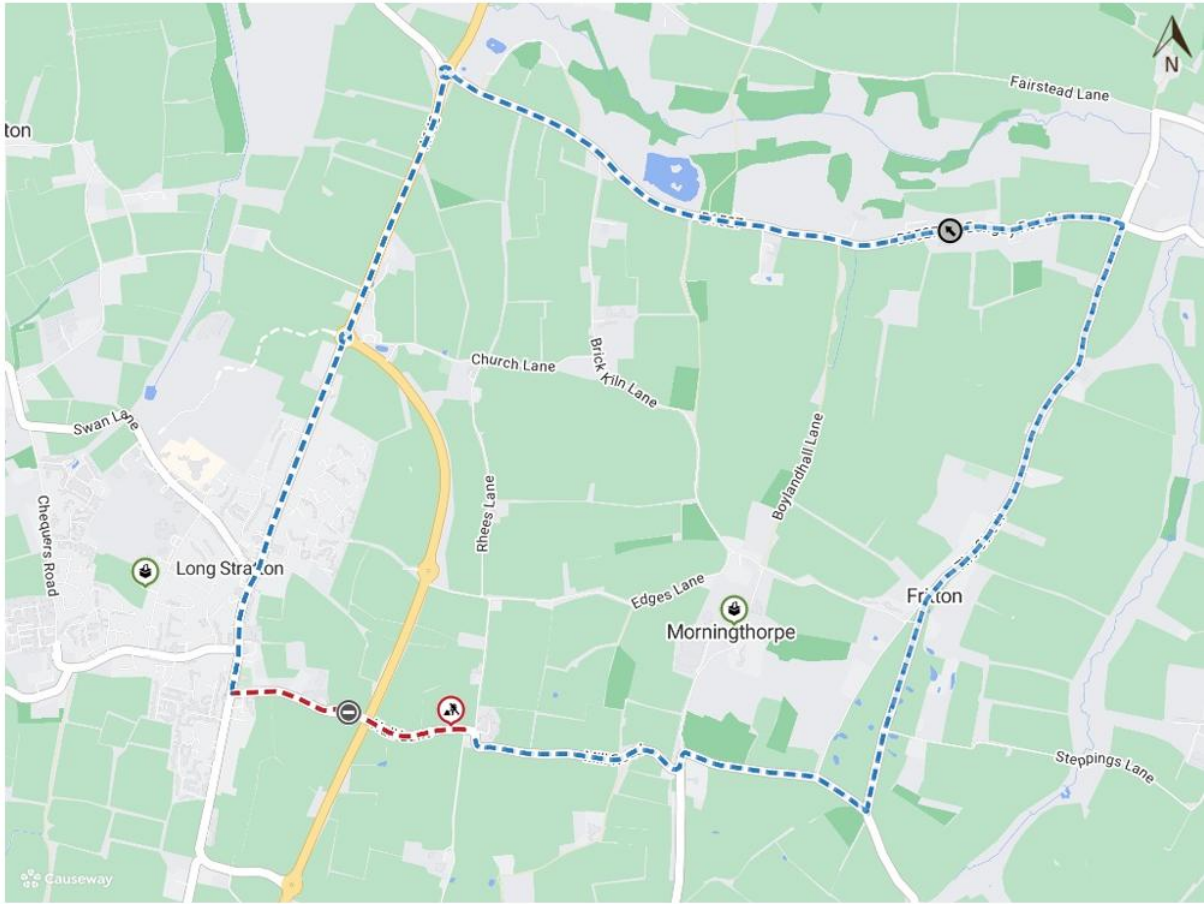 N
Fairstead Lane
ton
Church Lane
Brick Kiln Lane
Swan Lane
Chequers Road
Rhees Lane
Boylandhall Lane
Long Stratton
Edges Lane
Fritton
Morningthorpe
Steppings Lane
Causeway